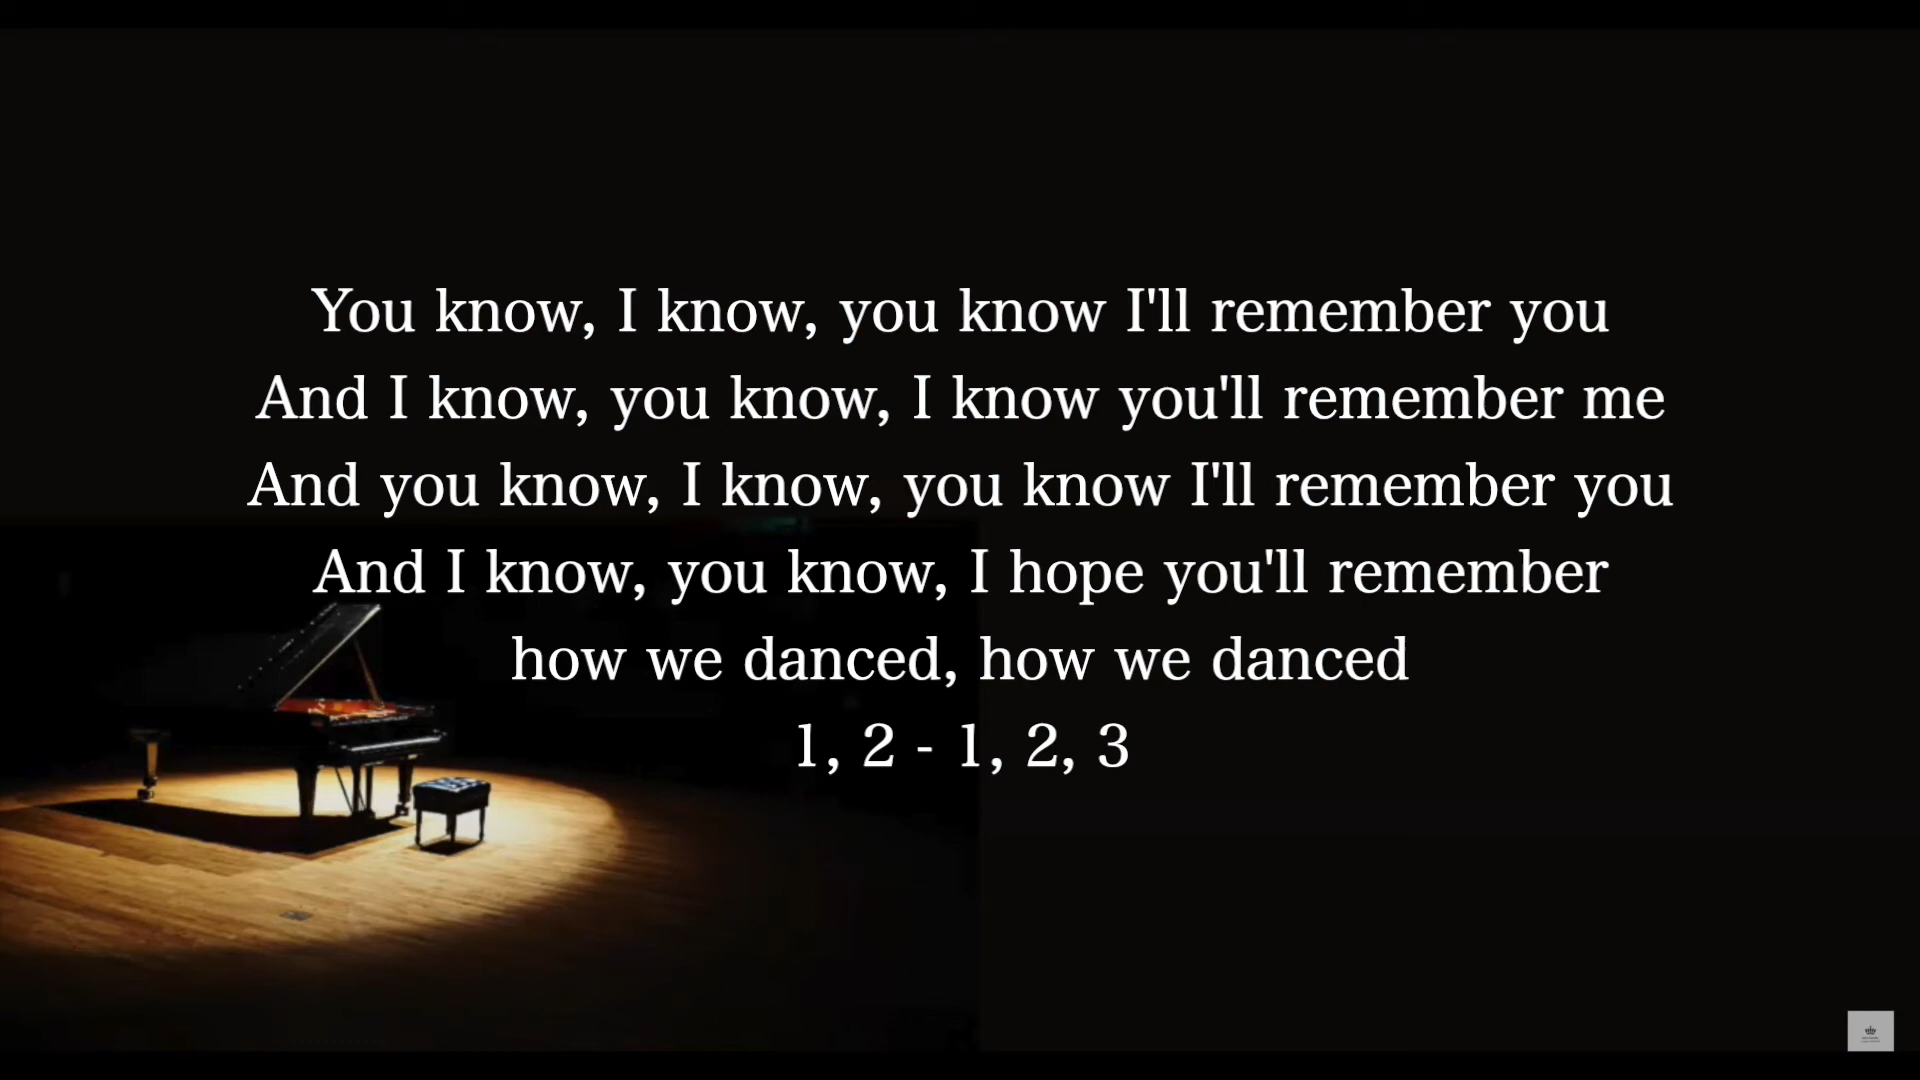 You know, I know, you know I'll remember you
And I know, you know, I know you'll remember me
And you know, I know, you know I'll remember you
And I know, you know, I hope you'll remember
how we danced, how we danced
1, 2 - 1, 2, 3